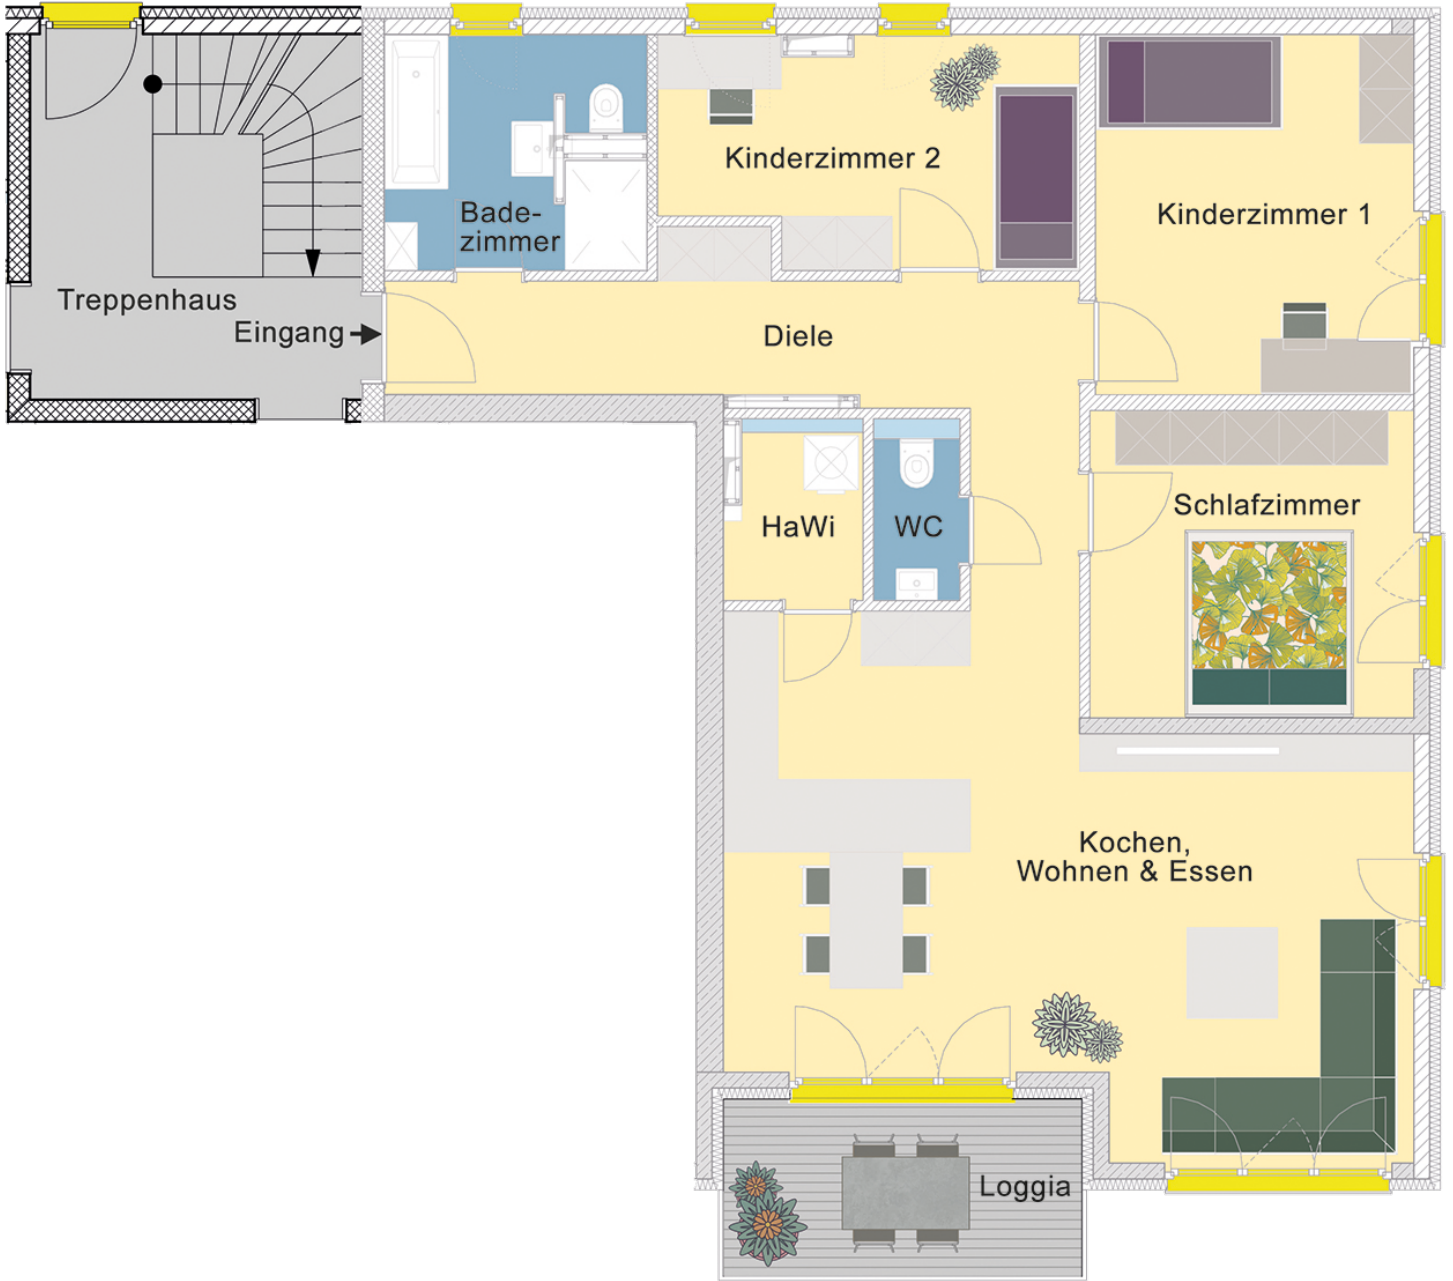 Kinderzimmer 2
Bade-
zimmer
Kinderzimmer 1
Treppenhaus
Eingang
Diele
HaWi
WC
Schlafzimmer
Kochen,
Wohnen & Essen
Loggia